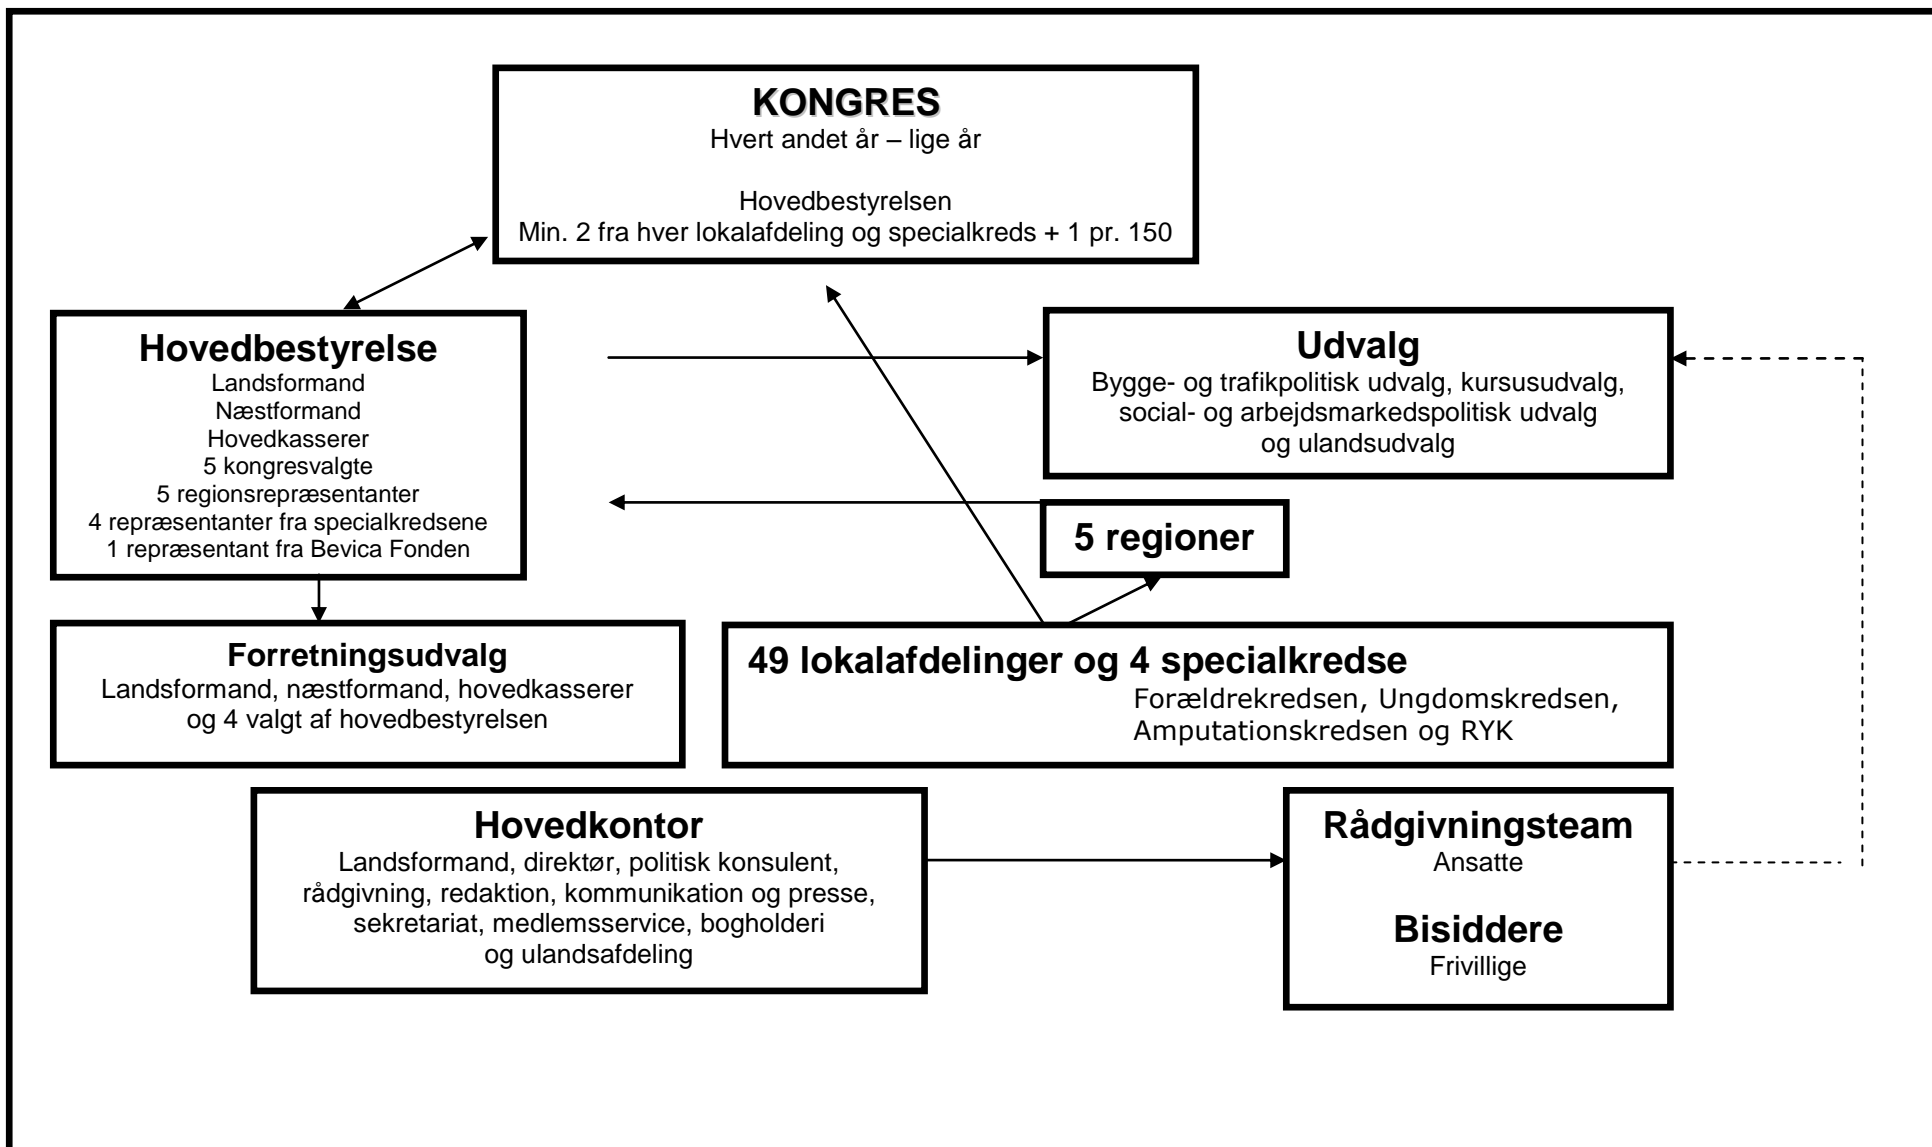 KONGRES
Hvert andet år – lige år
Hovedbestyrelsen
Min. 2 fra hver lokalafdeling og specialkreds + 1 pr. 150
Hovedbestyrelse
Landsformand
Næstformand
Hovedkasserer
5 kongresvalgte
5 regionsrepræsentanter
4 repræsentanter fra specialkredsene
1 repræsentant fra Bevica Fonden
Udvalg
Bygge- og trafikpolitisk udvalg, kursusudvalg,
social- og arbejdsmarkedspolitisk udvalg
og ulandsudvalg
5 regioner
Forretningsudvalg
Landsformand, næstformand, hovedkasserer
og 4 valgt af hovedbestyrelsen
49 lokalafdelinger og 4 specialkredse
Forældrekredsen, Ungdomskredsen,
Amputationskredsen og RYK
Hovedkontor
Landsformand, direktør, politisk konsulent,
rådgivning, redaktion, kommunikation og presse,
sekretariat, medlemsservice, bogholderi
og ulandsafdeling
Rådgivningsteam
Ansatte
Bisiddere
Frivillige